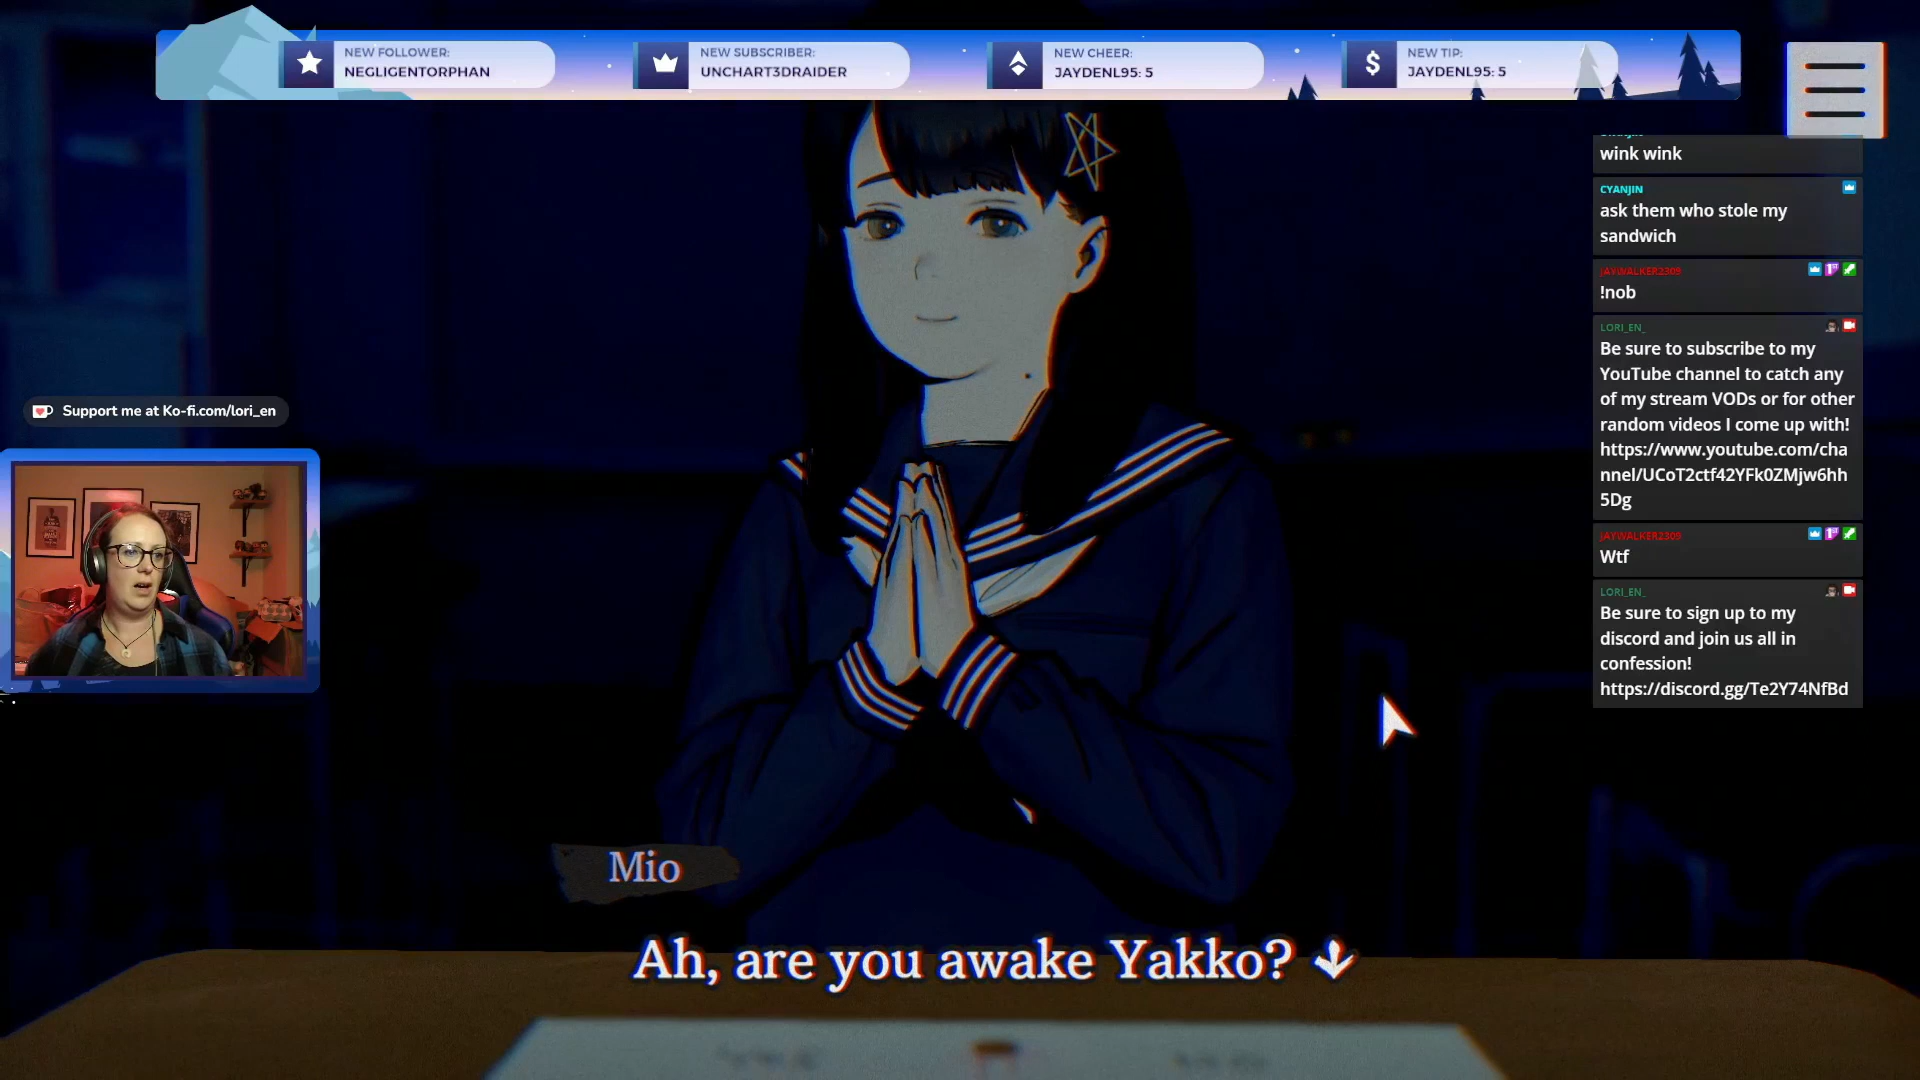 NEW FOLLOWER:
NEGLIGENTORPHAN
NEW SUBSCRIBER:
UNCHART3DRAIDER
NEW CHEER:
JAYDENL95: 5
NEW TIP:
JAYDENL95: 5
wink wink
CYANJIN
ask them who stole my
sandwich
JAYWALKER2309
!nob
LORI_EN_
Be sure to subscribe to my
YouTube channel to catch any
of my stream VODs or for other
random videos I come up with!
https://www.youtube.com/cha
nnel/UCoT2ctf42YFk0ZMjw6hh
5Dg
JAYWALKER2309
Wtf
LORI_EN_
Be sure to sign up to my
discord and join us all in
confession!
https://discord.gg/Te2Y74NfBd
Support me at Ko-fi.com/lori_en
Mio
Ah, are you awake Yakko?